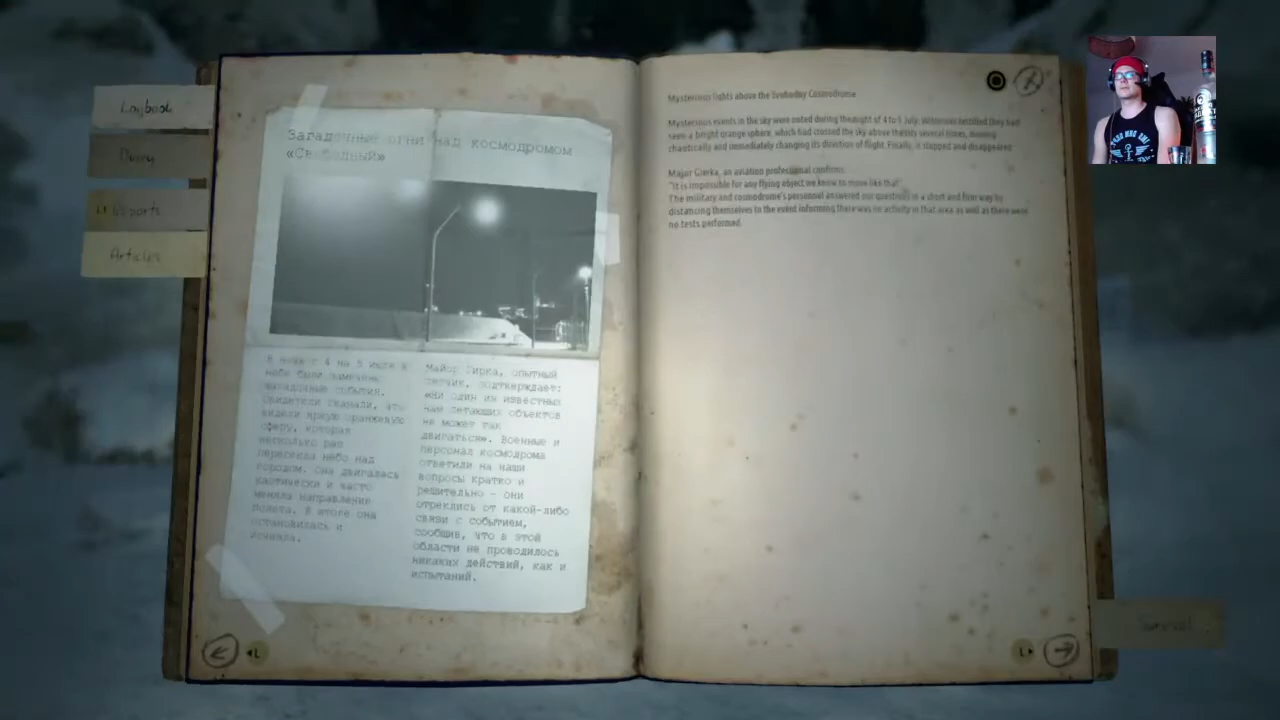 Logbook
Diary
L1 Reports
Articles
Загадочные огни над космодромом
«Свободный»
В ночь с 4 на 5 июля в
небе были замечены
загадочные события.
Свидетели сказали, что
видели яркую оранжевую
сферу, которая
несколько раз
пересекла небо над
городом. Она двигалась
хаотически и часто
меняла направление
полета. В итоге она
остановилась и
исчезла.
Майор Гирка, опытный
летчик, подтверждает:
«ни один из известных
нам летающих объектов
не может так
двигаться». Военные и
персонал космодрома
ответили на наши
вопросы кратко и
решительно - они
отреклись от какой-либо
связи с событием,
сообщив, что в этой
области не проводилось
никаких действий, как и
испытаний.
L
Mysterious lights above the Svobodny Cosmodrome
Mysterious events in the sky were noted during the night of 4 to 5 July. Witnesses testified they had
seen a bright orange sphere, which had crossed the sky above the city several times, moving
chaotically and immediately changing its direction of flight. Finally, it stopped and disappeared.
Major Gierka, an aviation professional confirms:
"It is impossible for any flying object we know to move like that".
The military and cosmodrome's personnel answered our questions in a short and firm way by
distancing themselves to the event informing there was no activity in that area as well as there were
no tests performed.
L
Survival